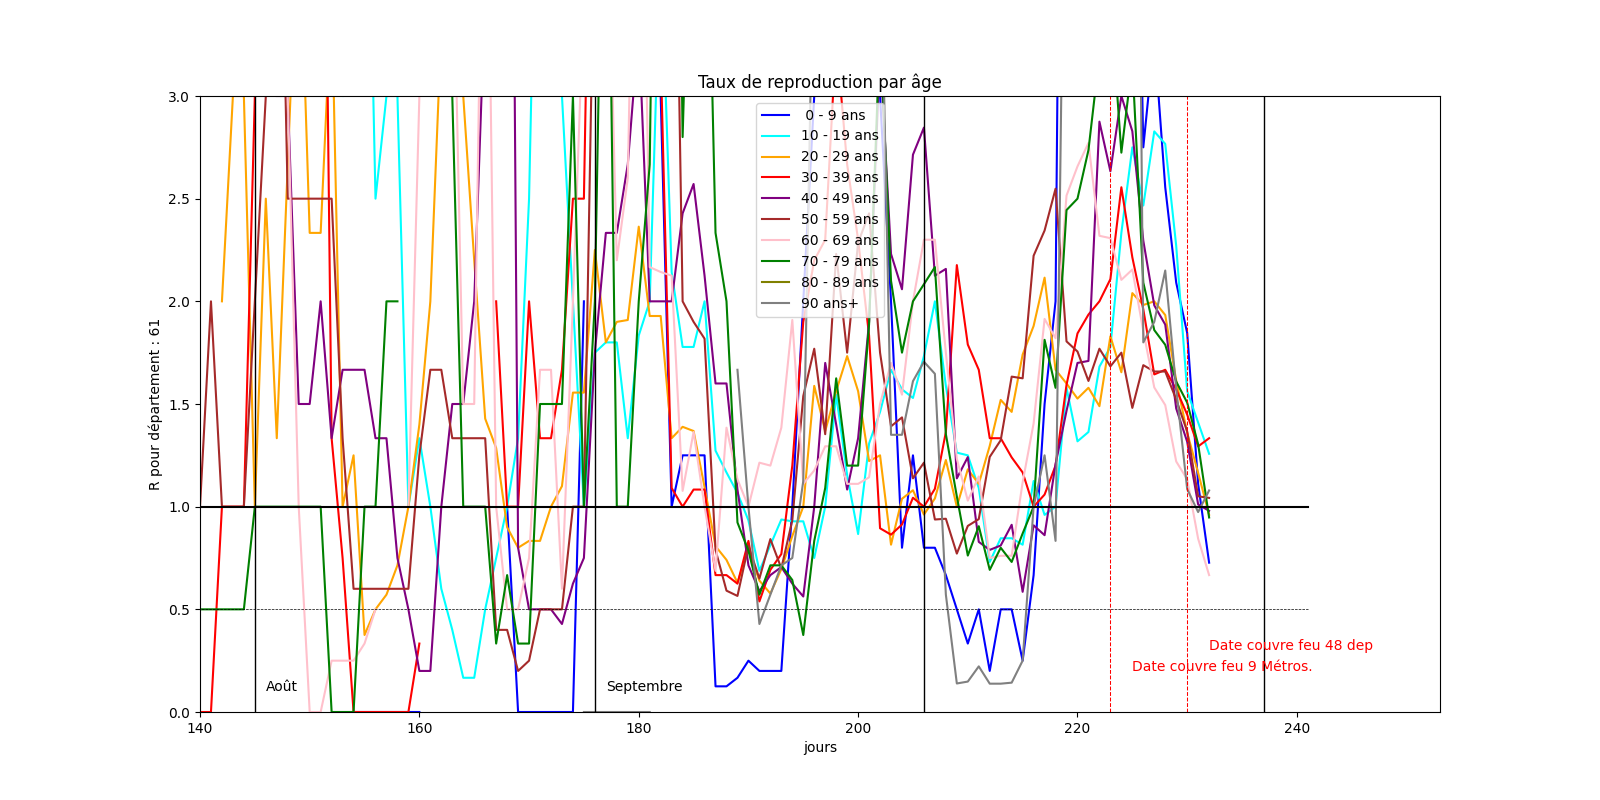 Taux de reproduction par âge
R pour département : 61
3.0
2.5
2.0
1.5
1.0
0.5
0.0
0 - 9 ans
10 - 19 ans
20 - 29 ans
30 - 39 ans
40 - 49 ans
50 - 59 ans
60 - 69 ans
70 - 79 ans
80 - 89 ans
90 ans+
Date couvre feu 48 dep
Date couvre feu 9 Métros.
Août
Septembre
140
160
180
200
220
240
jours